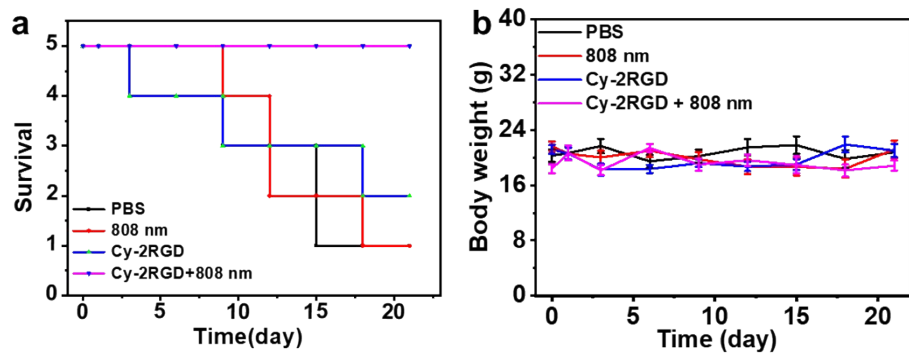 a
Survival
5
4
3
2
1
0
5
10
15
20
Time(day)
PBS
808 nm
Cy-2RGD
Cy-2RGD+808 nm
b
Body weight (g)
40
32
24
16
8
0
0
5
10
15
20
Time (day)
PBS
808 nm
Cy-2RGD
Cy-2RGD + 808 nm